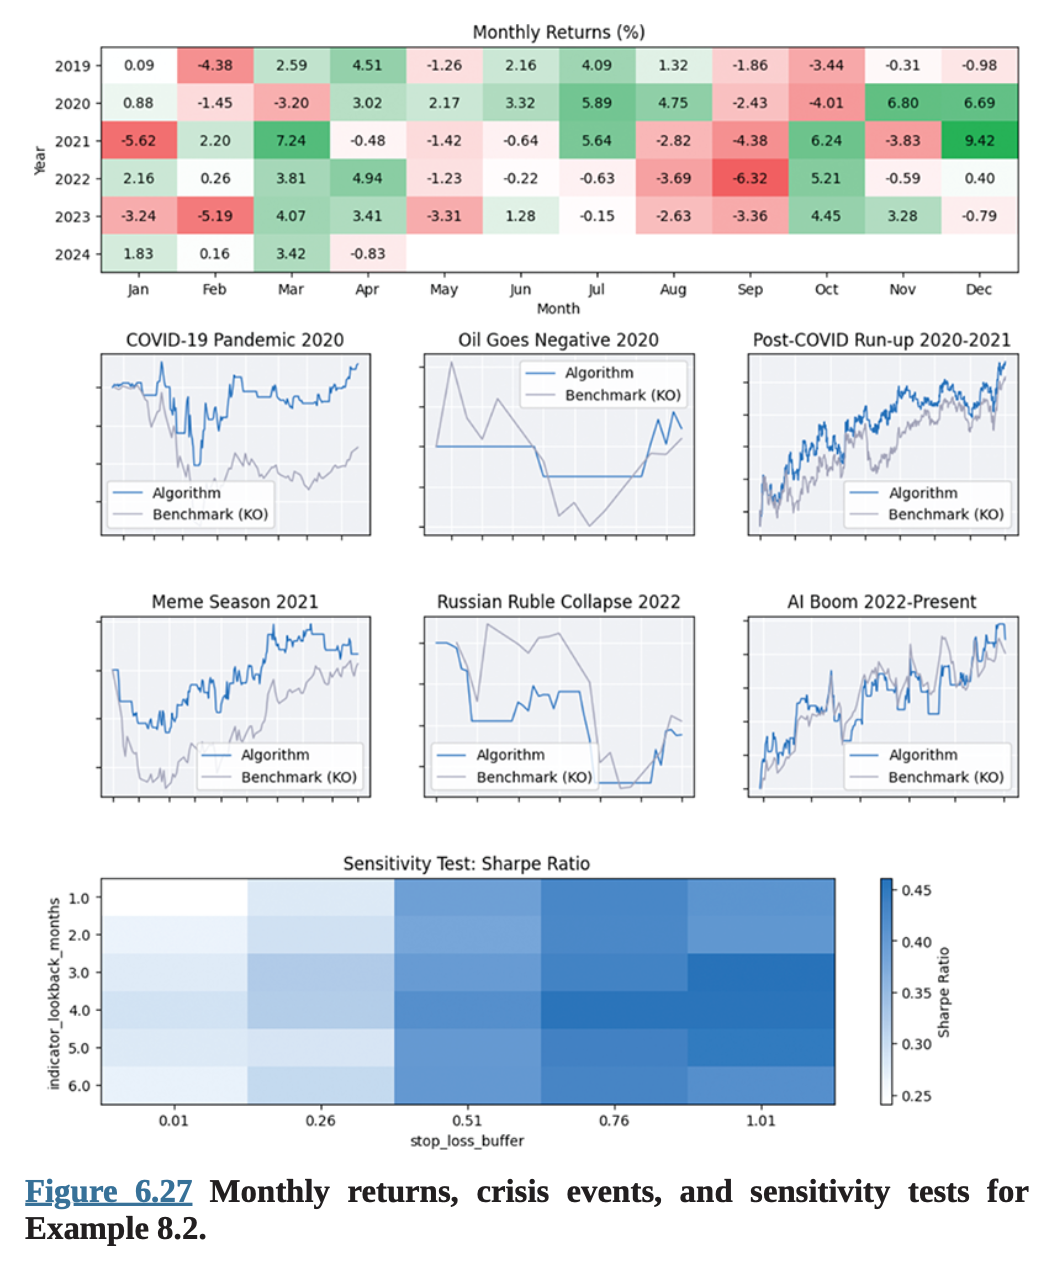 Monthly Returns (%)
2019 0.09 -4.38 2.59 4.51 -1.26 2.16 4.09 1.32 -1.86 -3.44 -0.31 -0.98
2020 0.88 -1.45 -3.20 3.02 2.17 3.32 5.89 4.75 -2.43 -4.01 6.80 6.69
2021 -5.62 2.20 7.24 -0.48 -1.42 -0.64 5.64 -2.82 -4.38 6.24 -3.83 9.42
2022 2.16 0.26 3.81 4.94 -1.23 -0.22 -0.63 -3.69 -6.32 5.21 -0.59 0.40
2023 -3.24 -5.19 4.07 3.41 -3.31 1.28 -0.15 -2.63 -3.36 4.45 3.28 -0.79
2024 1.83 0.16 3.42 -0.83
Year
Jan Feb Mar Apr May Jun Jul Aug Sep Oct Nov Dec
Month
COVID-19 Pandemic 2020
Algorithm
Benchmark (KO)
Oil Goes Negative 2020
Algorithm
Benchmark (KO)
Post-COVID Run-up 2020-2021
Algorithm
Benchmark (KO)
Meme Season 2021
Algorithm
Benchmark (KO)
Russian Ruble Collapse 2022
Algorithm
Benchmark (KO)
AI Boom 2022-Present
Algorithm
Benchmark (KO)
Sensitivity Test: Sharpe Ratio
indicator_lookback_months
1.0
2.0
3.0
4.0
5.0
6.0
0.01 0.26 0.51 0.76 1.01
stop_loss_buffer
0.45
0.40
0.35
0.30
0.25
Sharpe Ratio
Figure 6.27 Monthly returns, crisis events, and sensitivity tests for
Example 8.2.